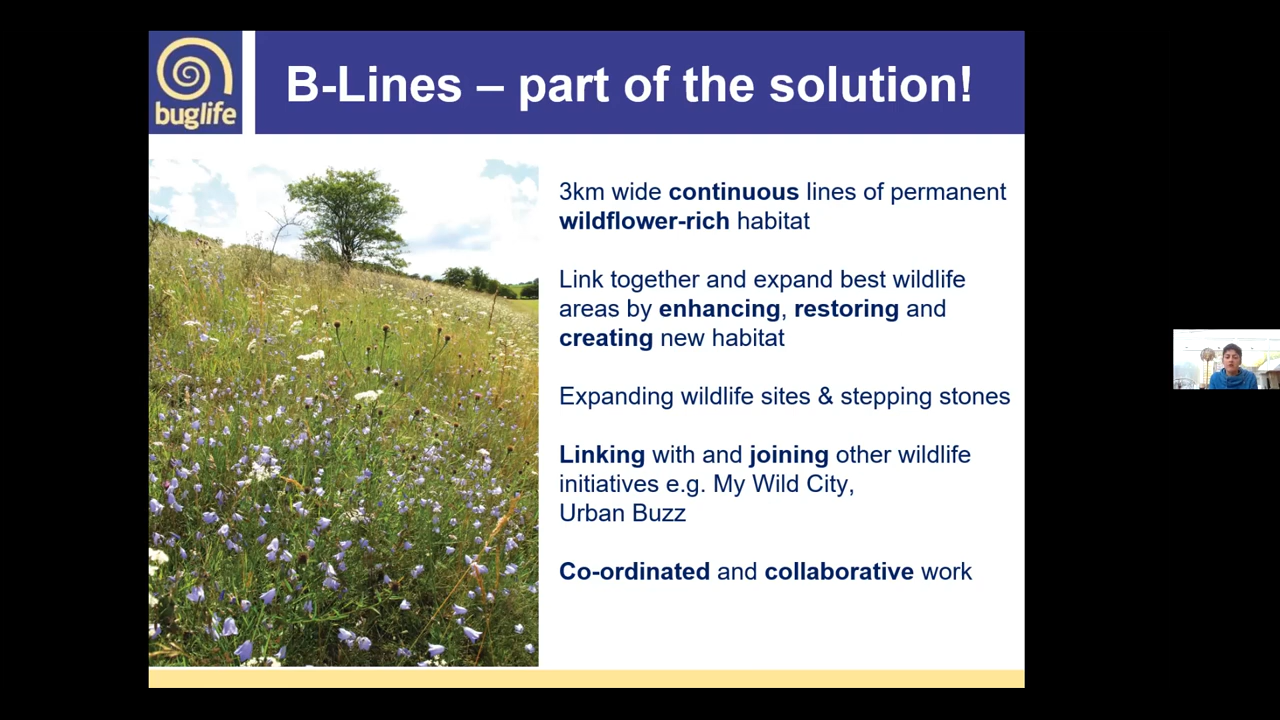 buglife
B-Lines – part of the solution!
3km wide continuous lines of permanent
wildflower-rich habitat
Link together and expand best wildlife
areas by enhancing, restoring and
creating new habitat
Expanding wildlife sites & stepping stones
Linking with and joining other wildlife
initiatives e.g. My Wild City,
Urban Buzz
Co-ordinated and collaborative work